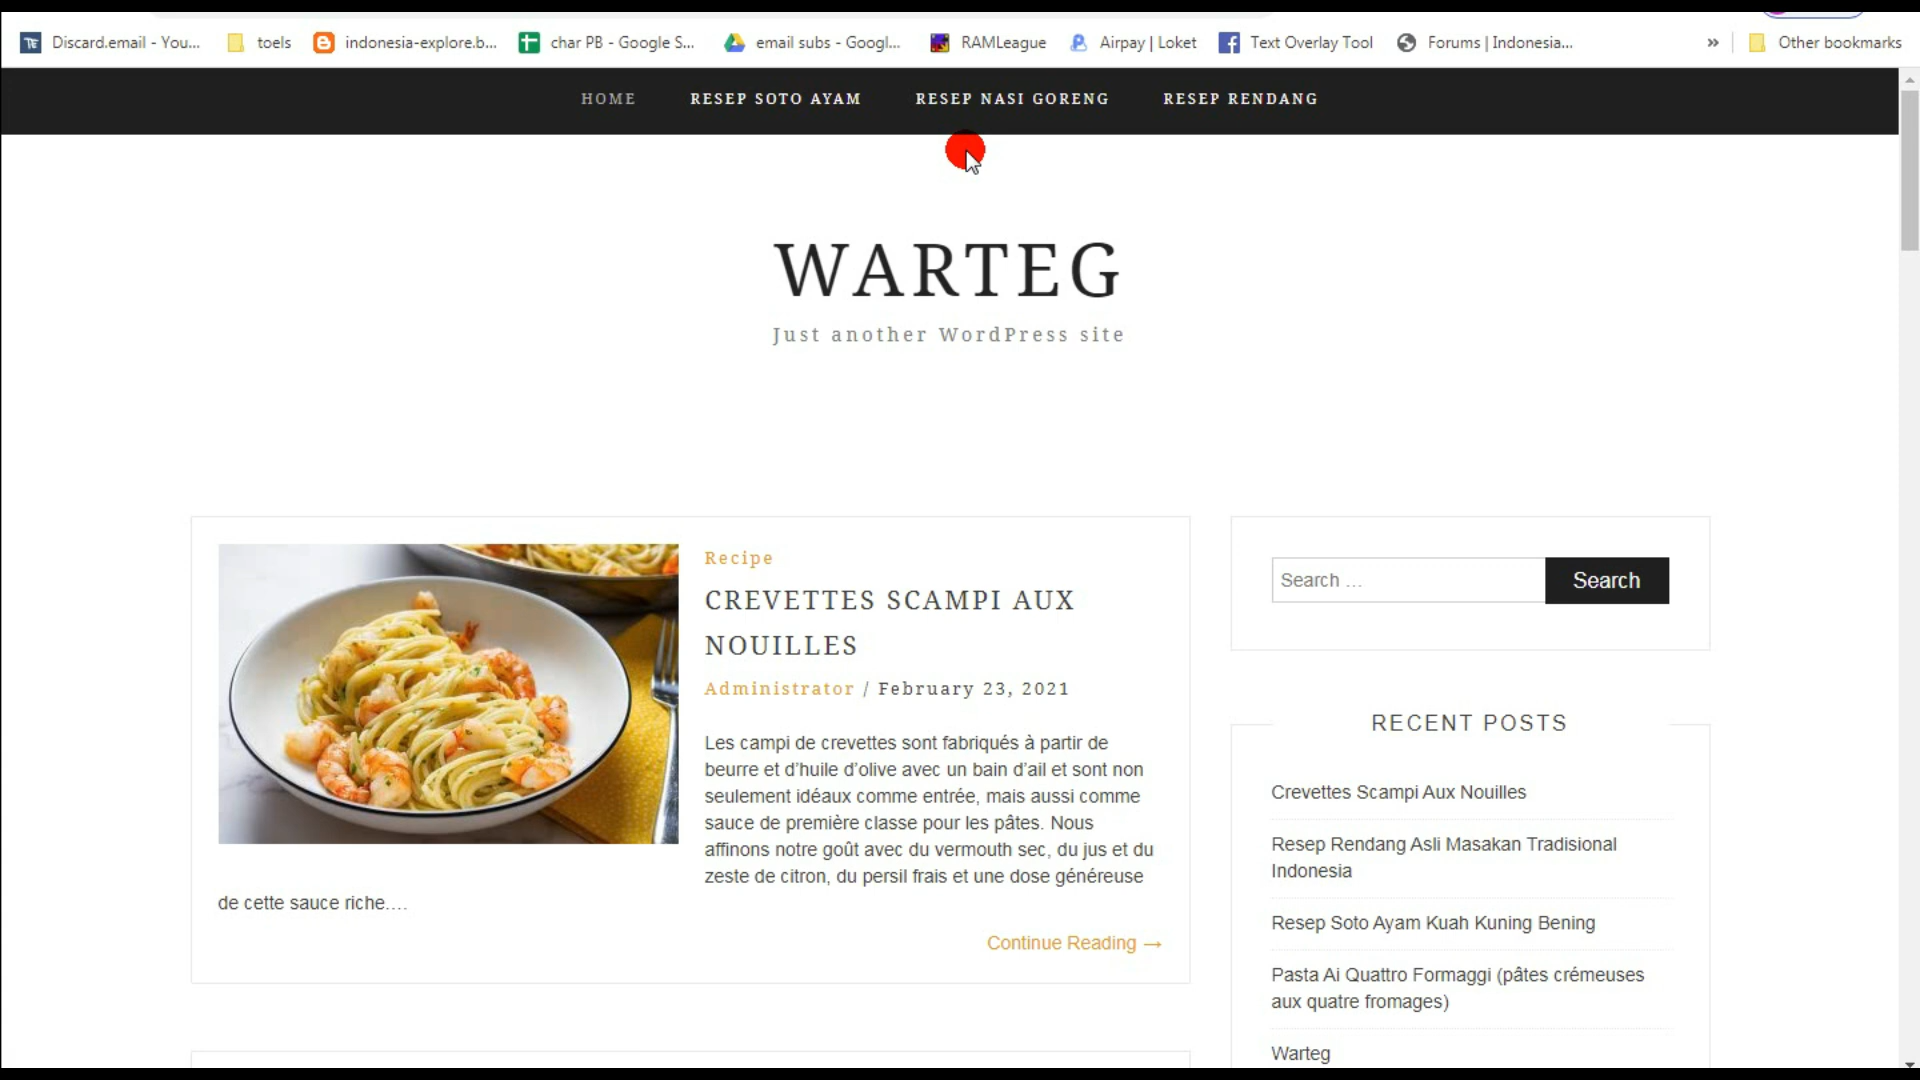 Discard.email - You...
toels
indonesia-explore.b...
char PB - Google S...
email subs - Googl...
RAMLeague
Airpay | Loket
Text Overlay Tool
Forums | Indonesia...
»
Other bookmarks
HOME
RESEP SOTO AYAM
RESEP NASI GORENG
RESEP RENDANG
WARTEG
Just another WordPress site
Recipe
CREVETTES SCAMPI AUX
NOUILLES
Administrator / February 23, 2021
Les campi de crevettes sont fabriqués à partir de
beurre et d’huile d’olive avec un bain d’ail et sont non
seulement idéaux comme entrée, mais aussi comme
sauce de première classe pour les pâtes. Nous
affinons notre goût avec du vermouth sec, du jus et du
zeste de citron, du persil frais et une dose généreuse
de cette sauce riche.…
Continue Reading →
Search …
Search
RECENT POSTS
Crevettes Scampi Aux Nouilles
Resep Rendang Asli Masakan Tradisional
Indonesia
Resep Soto Ayam Kuah Kuning Bening
Pasta Ai Quattro Formaggi (pâtes crémeuses
aux quatre fromages)
Warteg